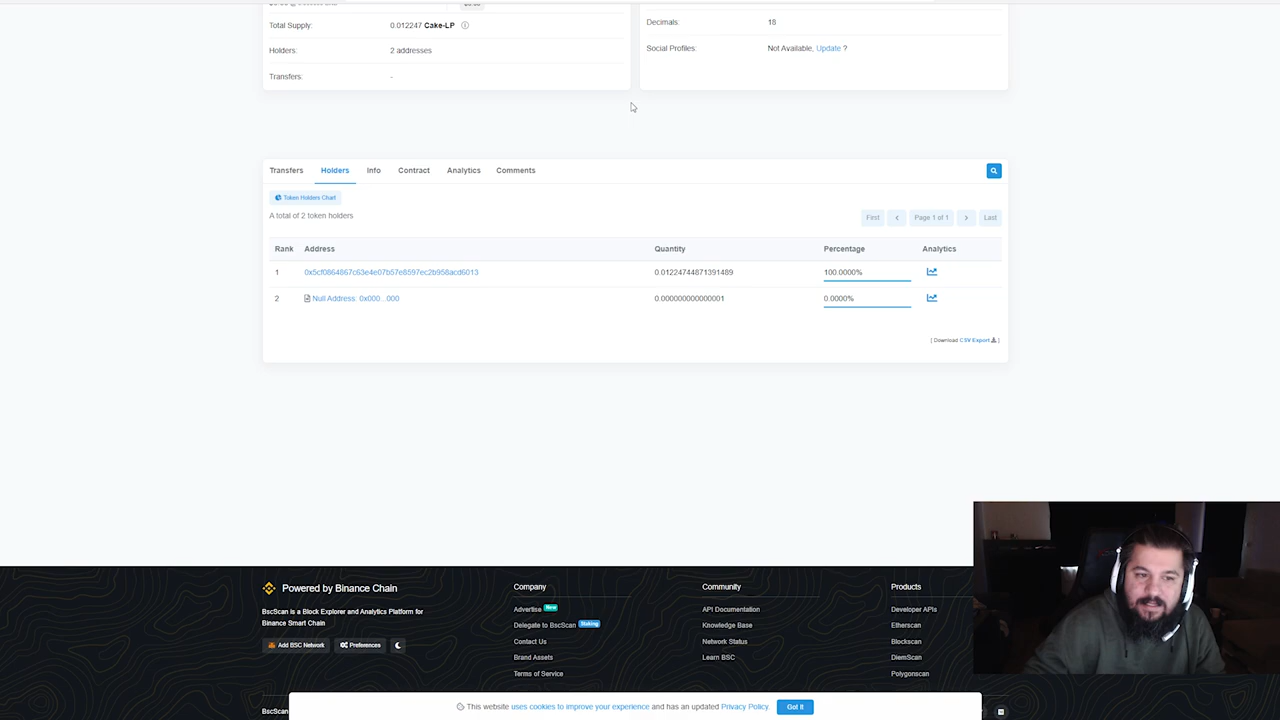 Total Supply: 0.012247 Cake-LP
Holders: 2 addresses
Transfers: -
Decimals: 18
Social Profiles: Not Available, Update ?
Transfers Holders Info Contract Analytics Comments
Token Holders Chart
A total of 2 token holders
First Page 1 of 1 Last
Rank Address Quantity Percentage Analytics
1 0x5cf0864867c63e4e07b57e8597ec2b958acd6013 0.01224744871391489 100.0000%
2 Null Address: 0x000...000 0.000000000000001 0.0000%
[ Download CSV Export ]
Powered by Binance Chain
BscScan is a Block Explorer and Analytics Platform for
Binance Smart Chain
Add BSC Network Preferences
BscScan
Company
Advertise New
Delegate to BscScan Staking
Contact Us
Brand Assets
Terms of Service
Community
API Documentation
Knowledge Base
Network Status
Learn BSC
Products
Developer APIs
Etherscan
Blockscan
DiemScan
Polygonscan
This website uses cookies to improve your experience and has an updated Privacy Policy.
Got It